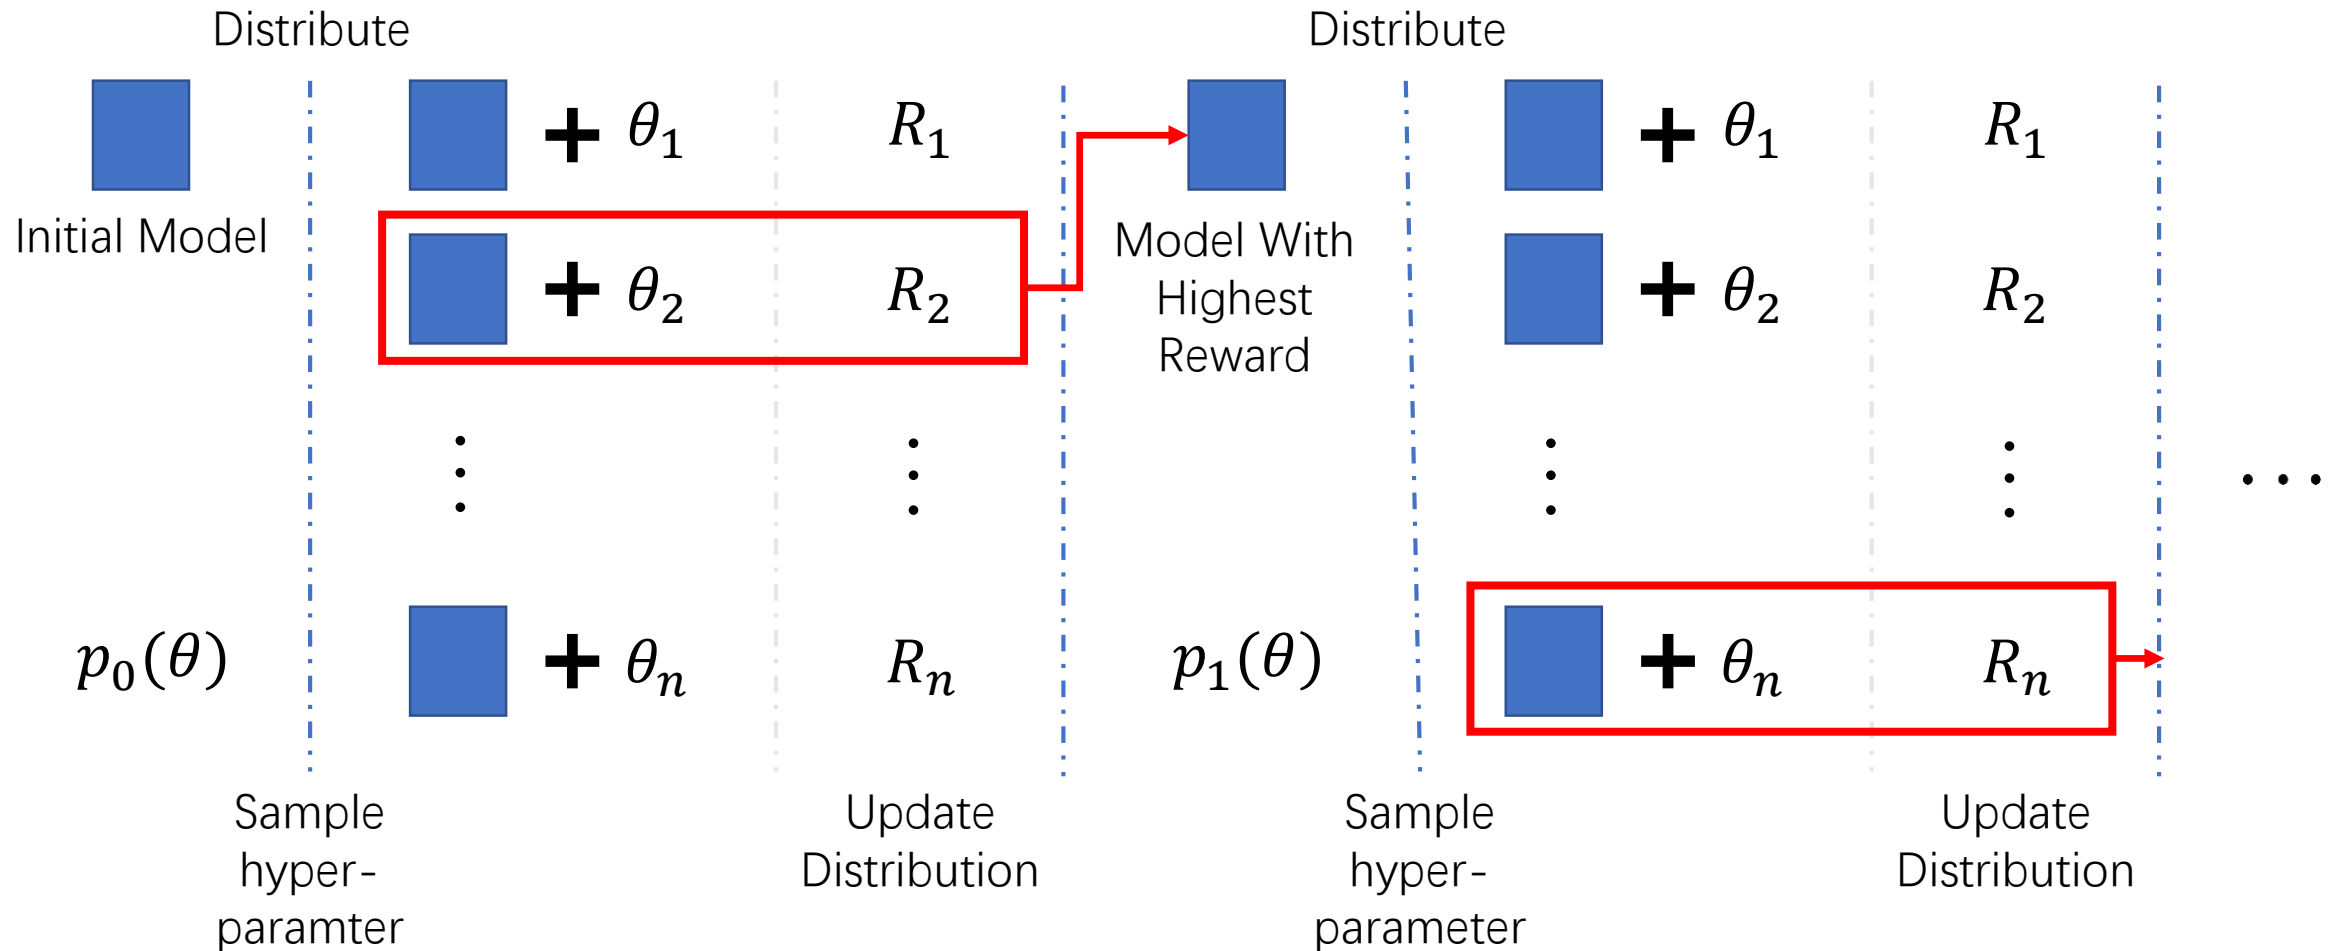 Distribute
Distribute
+ θ₁
R₁
+ θ₁
R₁
Initial Model
+ θ₂
R₂
Model With
Highest
Reward
+ θ₂
R₂
⋮
⋮
⋮
⋮
...
p₀(θ)
+ θₙ
Rₙ
p₁(θ)
+ θₙ
Rₙ
Sample
hyper-
paramter
Update
Distribution
Sample
hyper-
parameter
Update
Distribution